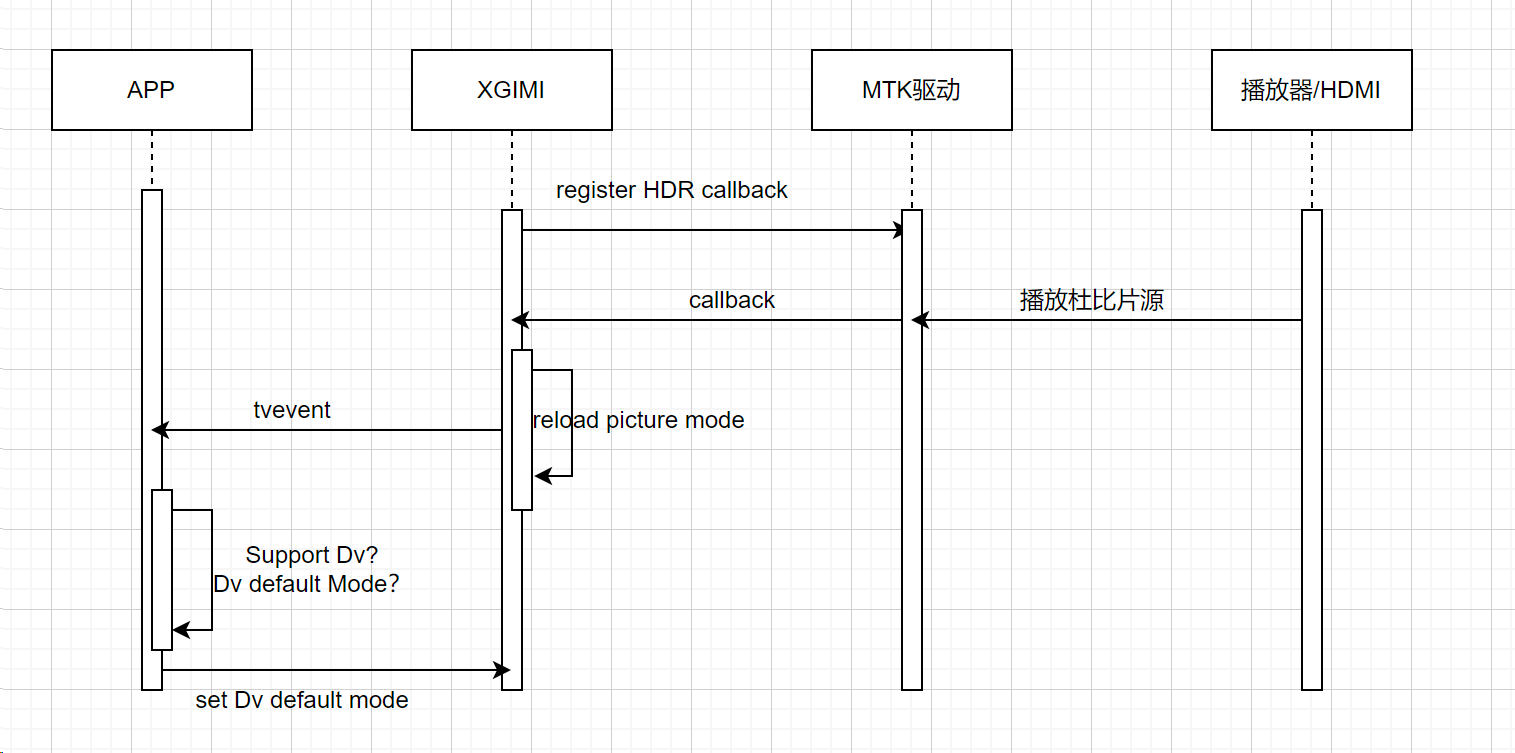 APP
XGIMI
MTK驱动
播放器/HDMI
register HDR callback
callback
播放杜比片源
tvevent
reload picture mode
Support Dv?
Dv default Mode？
set Dv default mode